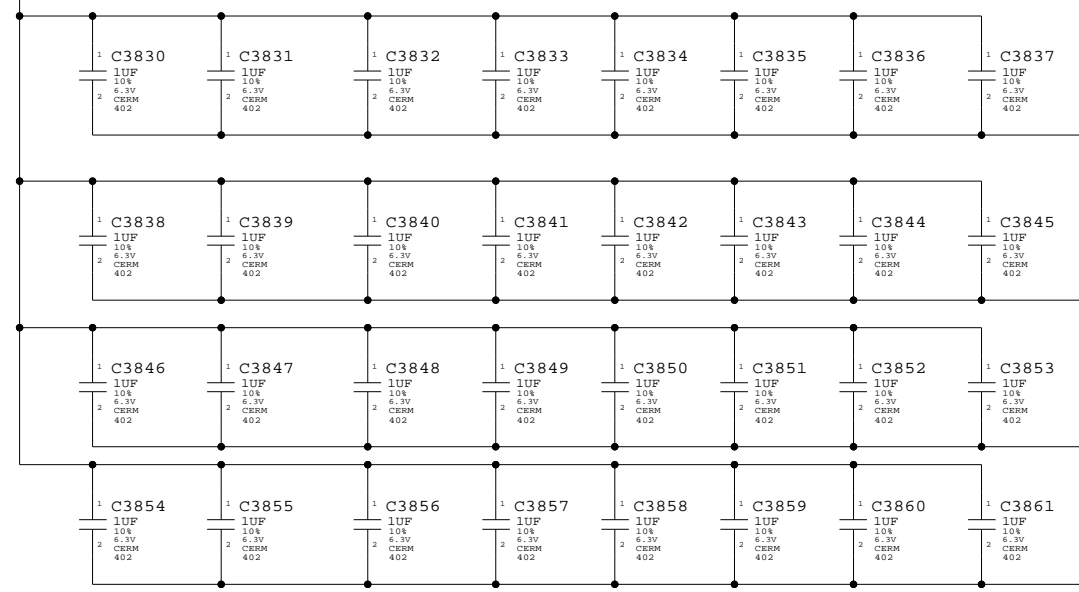 1 C3830
1UF
10%
6.3V
2 CERM
402
1 C3831
1UF
10%
6.3V
2 CERM
402
1 C3832
1UF
10%
6.3V
2 CERM
402
1 C3833
1UF
10%
6.3V
2 CERM
402
1 C3834
1UF
10%
6.3V
2 CERM
402
1 C3835
1UF
10%
6.3V
2 CERM
402
1 C3836
1UF
10%
6.3V
2 CERM
402
1 C3837
1UF
10%
6.3V
2 CERM
402
1 C3838
1UF
10%
6.3V
2 CERM
402
1 C3839
1UF
10%
6.3V
2 CERM
402
1 C3840
1UF
10%
6.3V
2 CERM
402
1 C3841
1UF
10%
6.3V
2 CERM
402
1 C3842
1UF
10%
6.3V
2 CERM
402
1 C3843
1UF
10%
6.3V
2 CERM
402
1 C3844
1UF
10%
6.3V
2 CERM
402
1 C3845
1UF
10%
6.3V
2 CERM
402
1 C3846
1UF
10%
6.3V
2 CERM
402
1 C3847
1UF
10%
6.3V
2 CERM
402
1 C3848
1UF
10%
6.3V
2 CERM
402
1 C3849
1UF
10%
6.3V
2 CERM
402
1 C3850
1UF
10%
6.3V
2 CERM
402
1 C3851
1UF
10%
6.3V
2 CERM
402
1 C3852
1UF
10%
6.3V
2 CERM
402
1 C3853
1UF
10%
6.3V
2 CERM
402
1 C3854
1UF
10%
6.3V
2 CERM
402
1 C3855
1UF
10%
6.3V
2 CERM
402
1 C3856
1UF
10%
6.3V
2 CERM
402
1 C3857
1UF
10%
6.3V
2 CERM
402
1 C3858
1UF
10%
6.3V
2 CERM
402
1 C3859
1UF
10%
6.3V
2 CERM
402
1 C3860
1UF
10%
6.3V
2 CERM
402
1 C3861
1UF
10%
6.3V
2 CERM
402